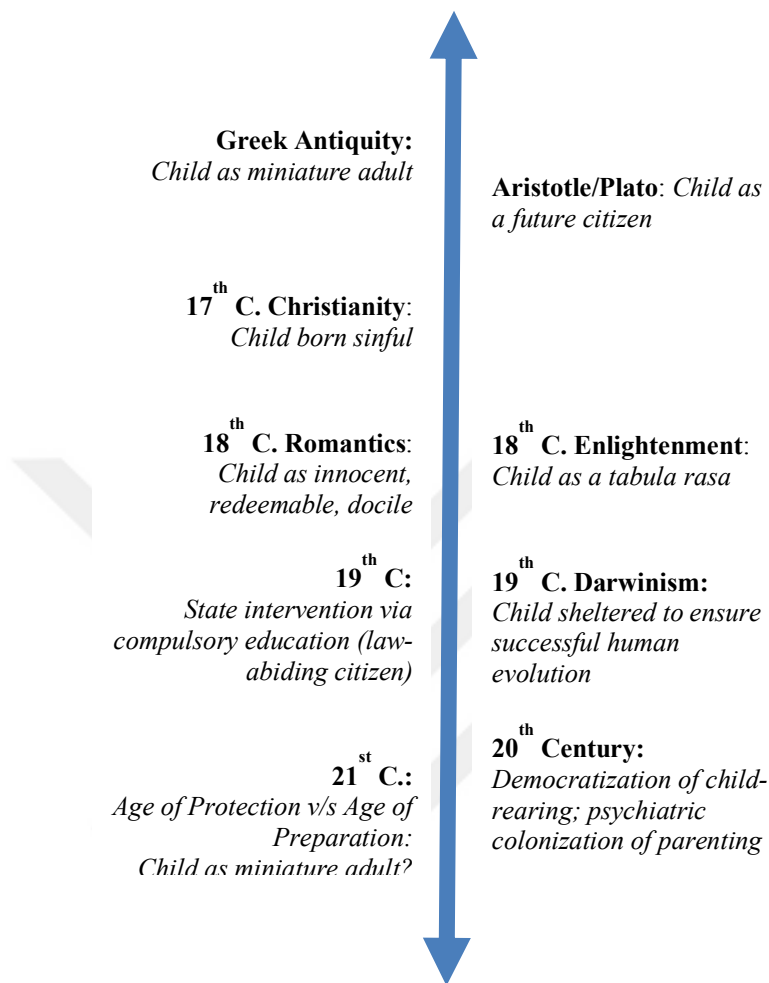 Greek Antiquity:
Child as miniature adult
Aristotle/Plato: Child as
a future citizen
17th C. Christianity:
Child born sinful
18th C. Romantics:
Child as innocent,
redeemable, docile
18th C. Enlightenment:
Child as a tabula rasa
19th C:
State intervention via
compulsory education (law-
abiding citizen)
19th C. Darwinism:
Child sheltered to ensure
successful human
evolution
20th Century:
Democratization of child-
rearing; psychiatric
colonization of parenting
21st C.:
Age of Protection v/s Age of
Preparation:
Child as miniature adult?